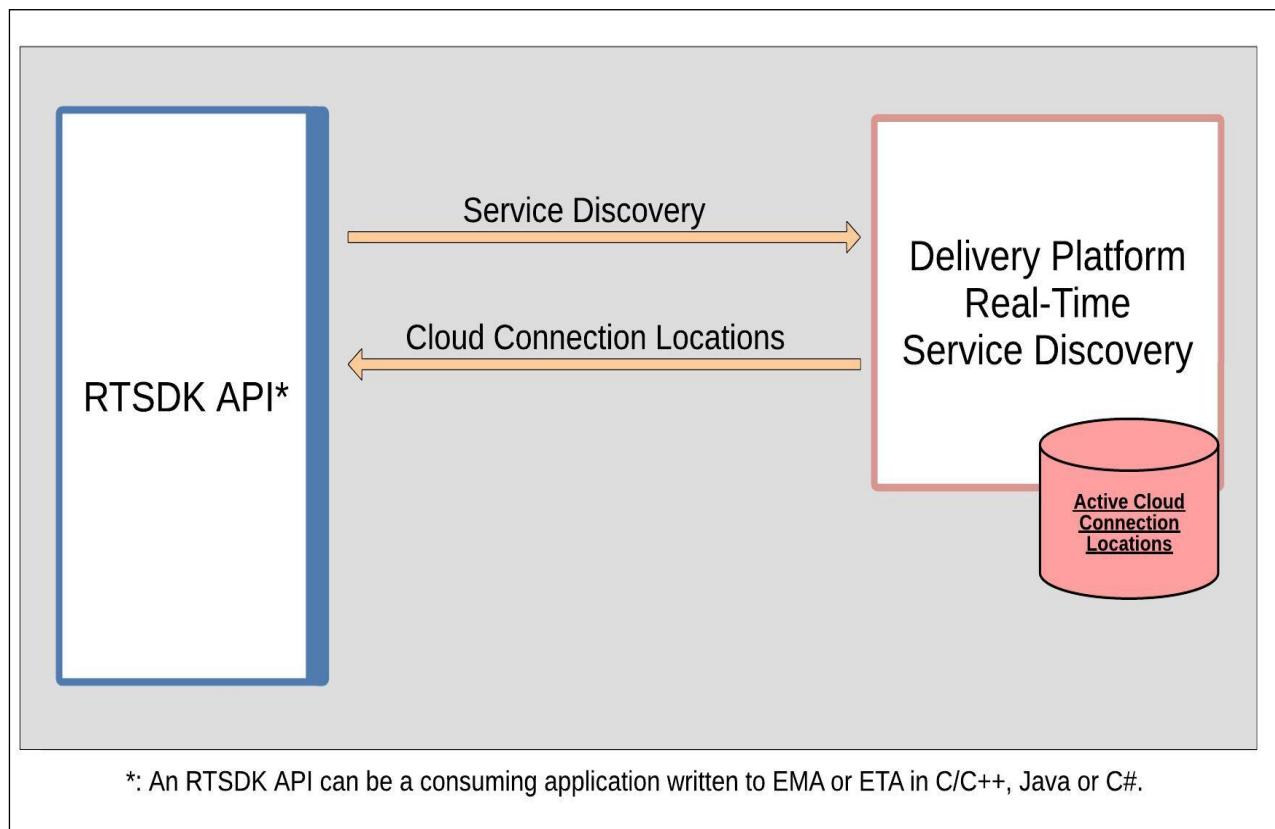 Service Discovery
Cloud Connection Locations
RTSDK API*
Delivery Platform
Real-Time
Service Discovery
Active Cloud
Connection
Locations
*: An RTSDK API can be a consuming application written to EMA or ETA in C/C++, Java or C#.